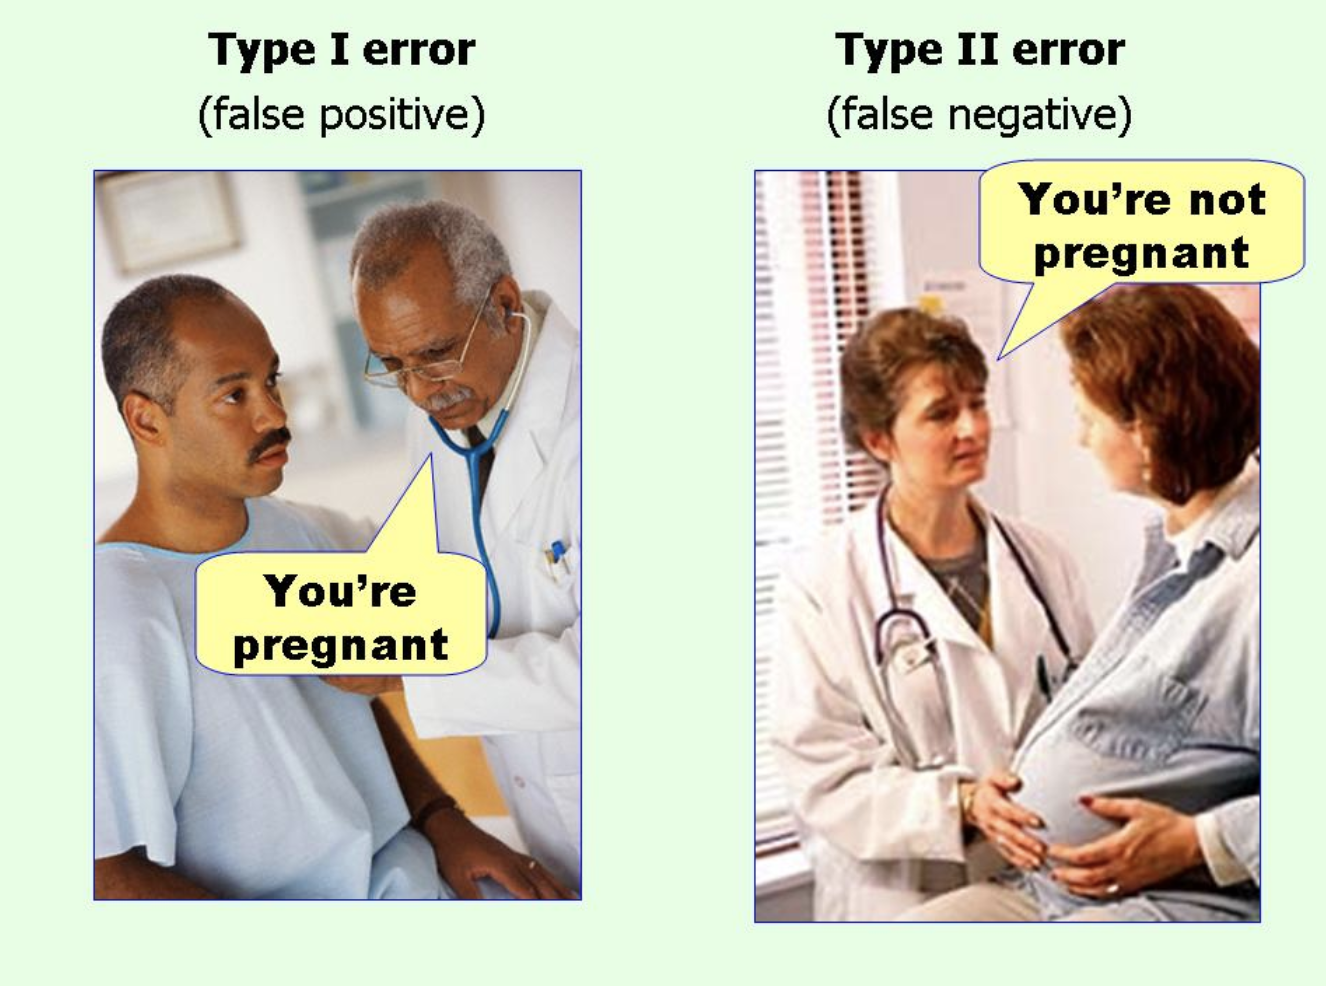 Type I error
(false positive)
You're
pregnant
Type II error
(false negative)
You're not
pregnant